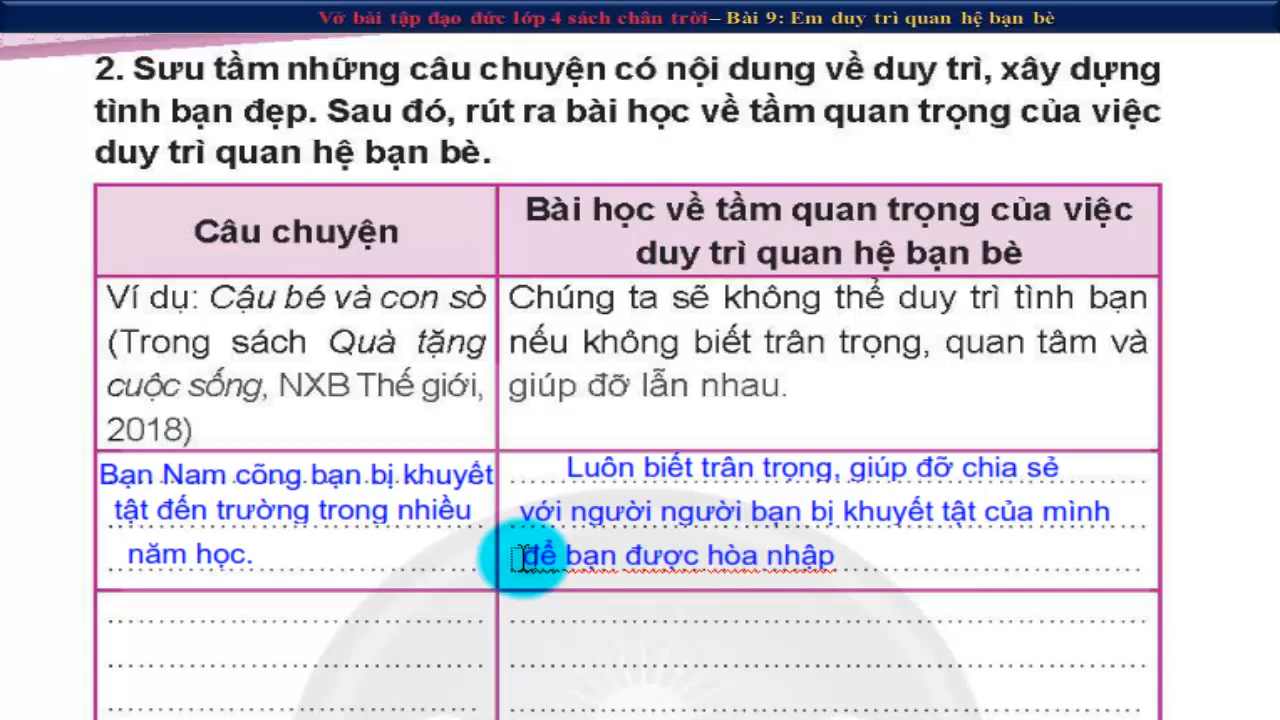 Vở bài tập đạo đức lớp 4 sách chân trời– Bài 9: Em duy trì quan hệ bạn bè
2. Sưu tầm những câu chuyện có nội dung về duy trì, xây dựng
tình bạn đẹp. Sau đó, rút ra bài học về tầm quan trọng của việc
duy trì quan hệ bạn bè.
Câu chuyện
Bài học về tầm quan trọng của việc
duy trì quan hệ bạn bè
Ví dụ: Cậu bé và con sò
(Trong sách Quà tặng
cuộc sống, NXB Thế giới,
2018)
Chúng ta sẽ không thể duy trì tình bạn
nếu không biết trân trọng, quan tâm và
giúp đỡ lẫn nhau.
Bạn Nam cõng bạn bị khuyết
tật đến trường trong nhiều
năm học.
Luôn biết trân trọng, giúp đỡ chia sẻ
với người người bạn bị khuyết tật của mình
để bạn được hòa nhập